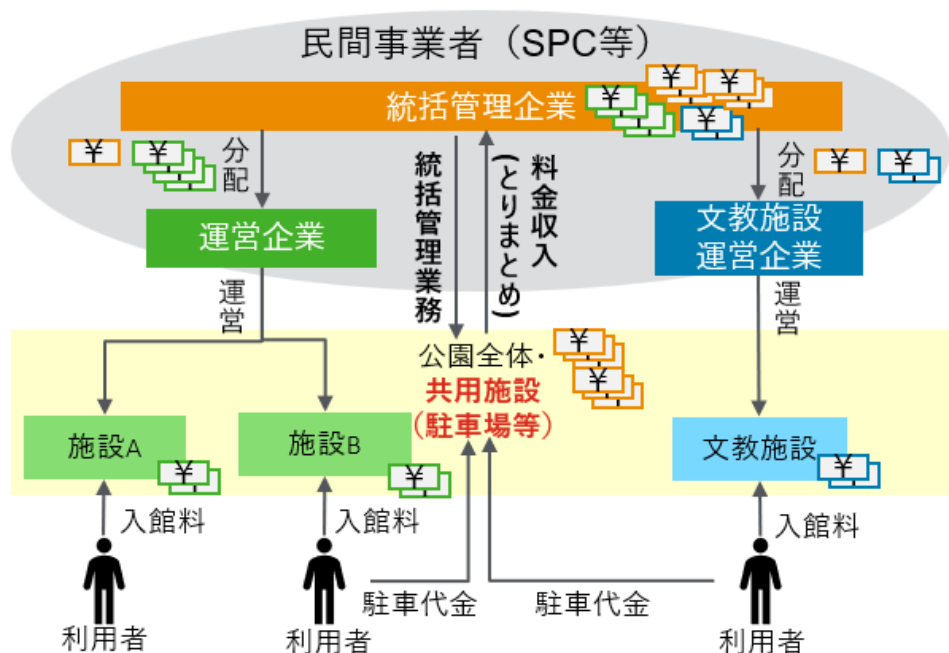 民間事業者（SPC等）
統括管理企業
¥
¥
¥
¥
¥
¥
分配
分配
¥
¥
統括管理業務
料金収入
(とりまとめ)
運営企業
文教施設
運営企業
運営
運営
公園全体・
共用施設
（駐車場等）
¥
¥
施設A
施設B
文教施設
¥
¥
¥
入館料
入館料
入館料
駐車代金
駐車代金
利用者
利用者
利用者